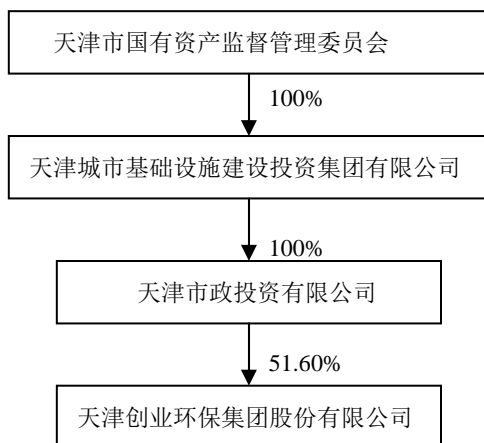 天津市国有资产监督管理委员会
100%
天津城市基础设施建设投资集团有限公司
100%
天津市政投资有限公司
51.60%
天津创业环保集团股份有限公司